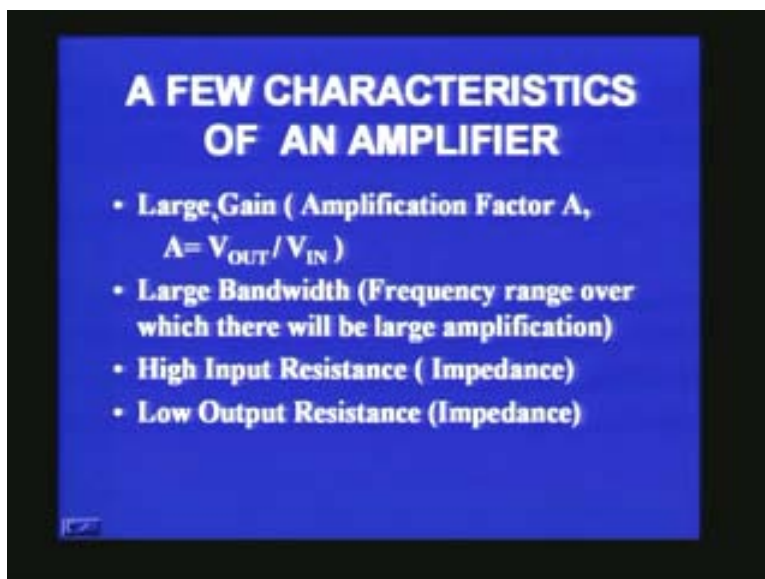 A FEW CHARACTERISTICS
OF AN AMPLIFIER
• Large Gain ( Amplification Factor A,
A= VOUT / VIN )
• Large Bandwidth (Frequency range over
which there will be large amplification)
• High Input Resistance ( Impedance)
• Low Output Resistance (Impedance)